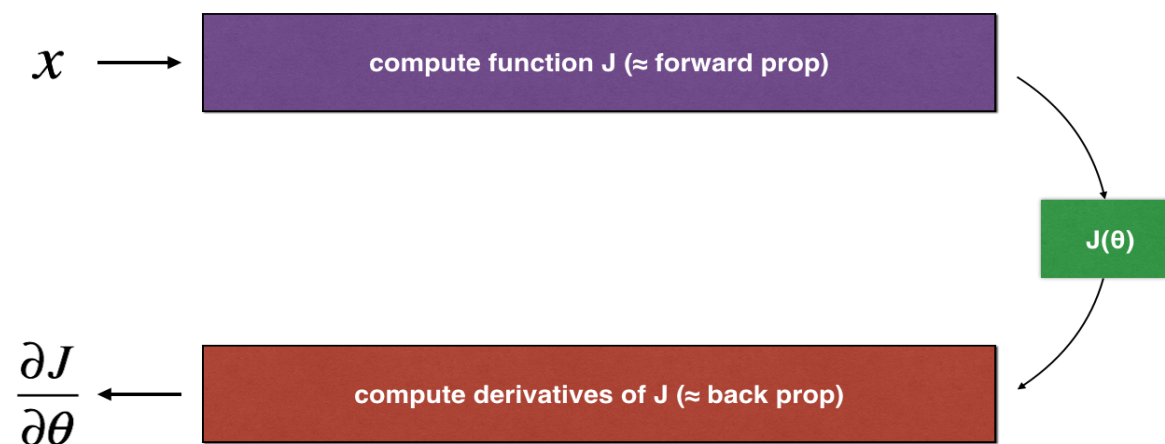 x
compute function J (≈ forward prop)
J(θ)
∂J
∂θ
compute derivatives of J (≈ back prop)